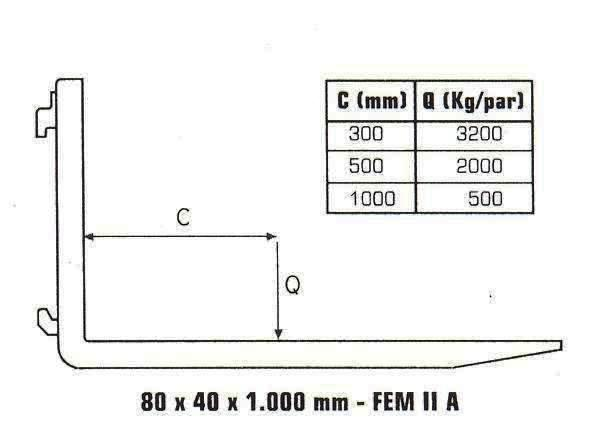 C (mm) Q (Kg/par)
300 3200
500 2000
1000 500
C
Q
80 x 40 x 1.000 mm - FEM II A